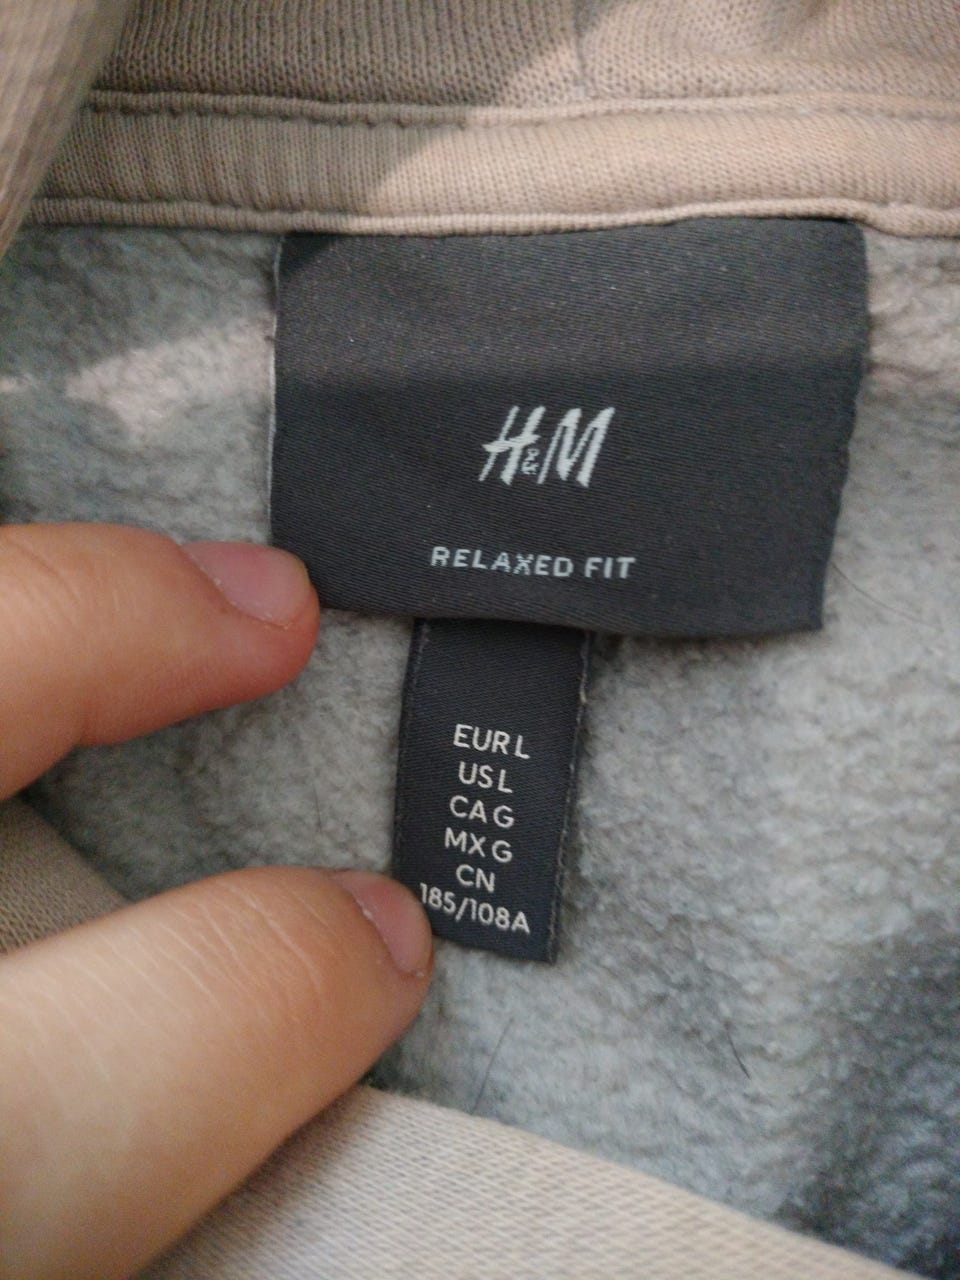 H&M
RELAXED FIT
EUR L
US L
CA G
MX G
CN
185/108A